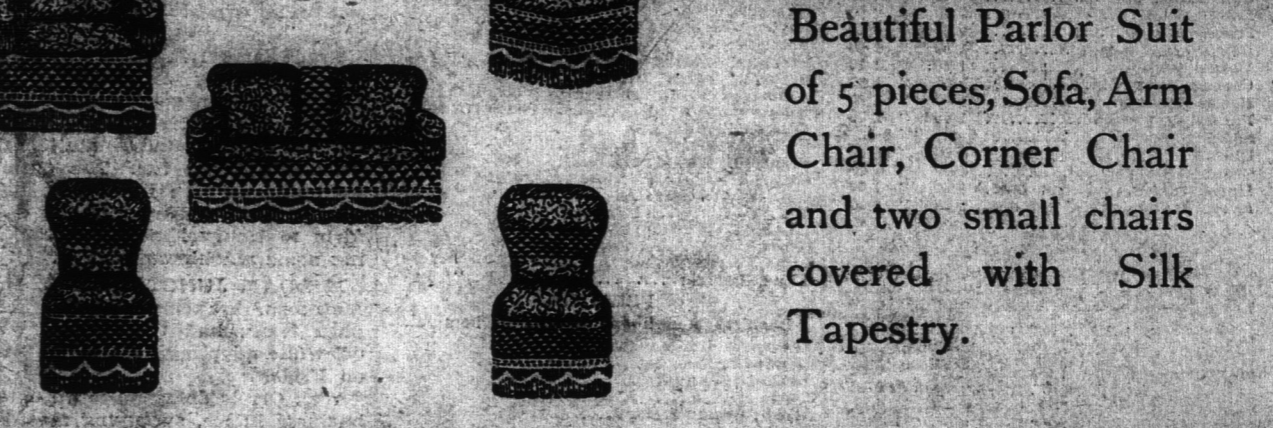 Beautiful Parlor Suit
of 5 pieces, Sofa, Arm
Chair, Corner Chair
and two small chairs
covered with Silk
Tapestry.